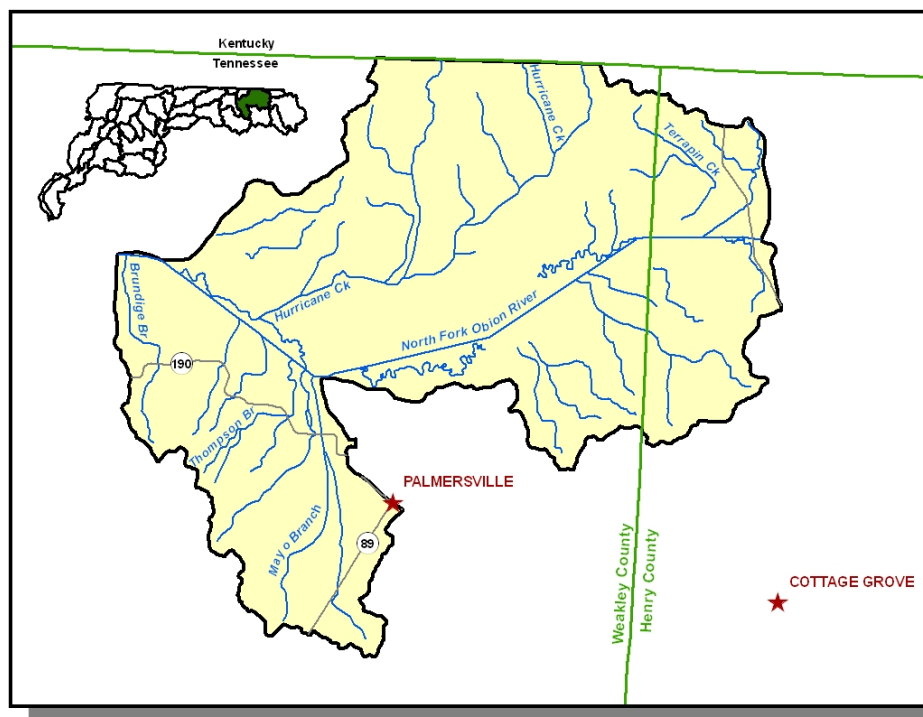 Kentucky
Tennessee
Hurricane Ck
Terrapin Ck
Brundige Br
Hurricane Ck
North Fork Obion River
190
Thompson Br
PALMERSVILLE
Mayo Branch
89
Weakley County
Henry County
COTTAGE GROVE